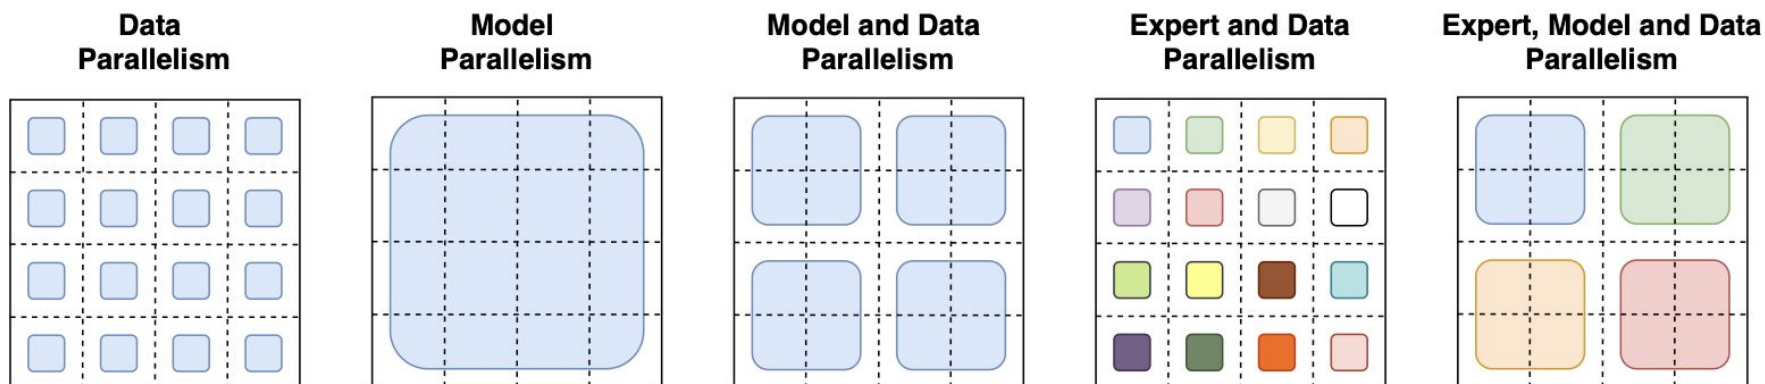 Data
Parallelism
Model
Parallelism
Model and Data
Parallelism
Expert and Data
Parallelism
Expert, Model and Data
Parallelism